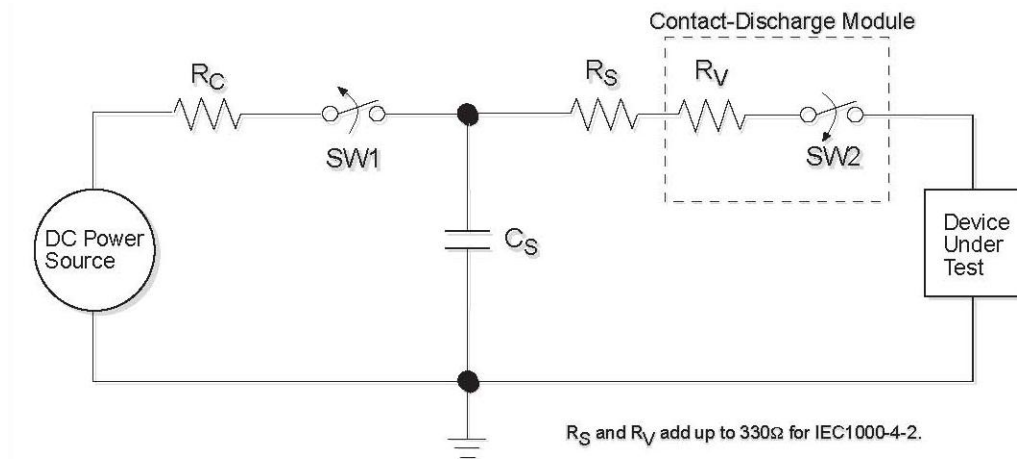 Contact-Discharge Module
RC
RS
RV
SW1
SW2
CS
DC Power
Source
Device
Under
Test
RS and RV add up to 330Ω for IEC1000-4-2.